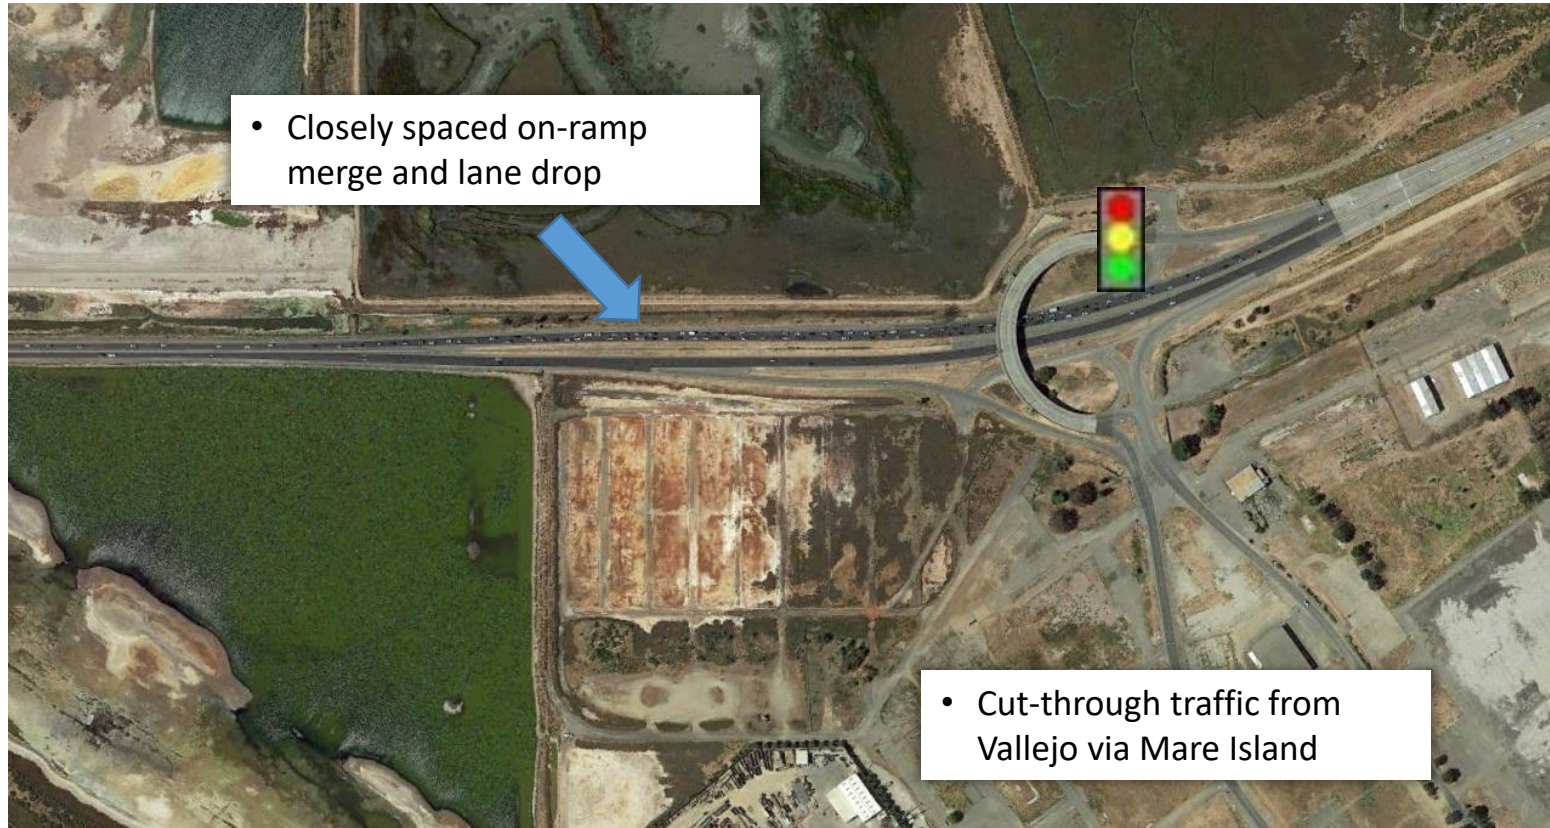 • Closely spaced on-ramp
merge and lane drop
• Cut-through traffic from
Vallejo via Mare Island